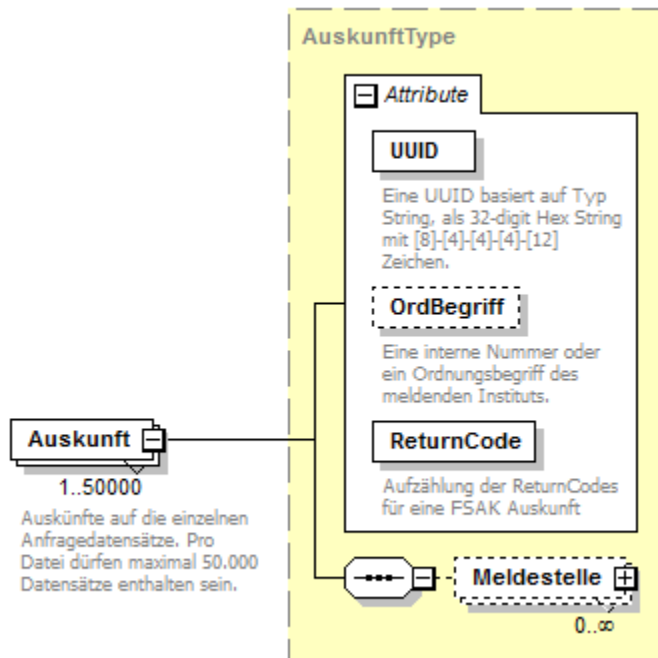 AuskunftType
Attribute
UUID
Eine UUID basiert auf Typ
String, als 32-digit Hex String
mit [8]-[4]-[4]-[4]-[12]
Zeichen.
OrdBegriff
Eine interne Nummer oder
ein Ordnungsbegriff des
meldenden Instituts.
ReturnCode
Aufzählung der ReturnCodes
für eine FSAK Auskunft
Auskunft
1..50000
Auskünfte auf die einzelnen
Anfragedatensätze. Pro
Datei dürfen maximal 50.000
Datensätze enthalten sein.
Meldestelle
0..∞